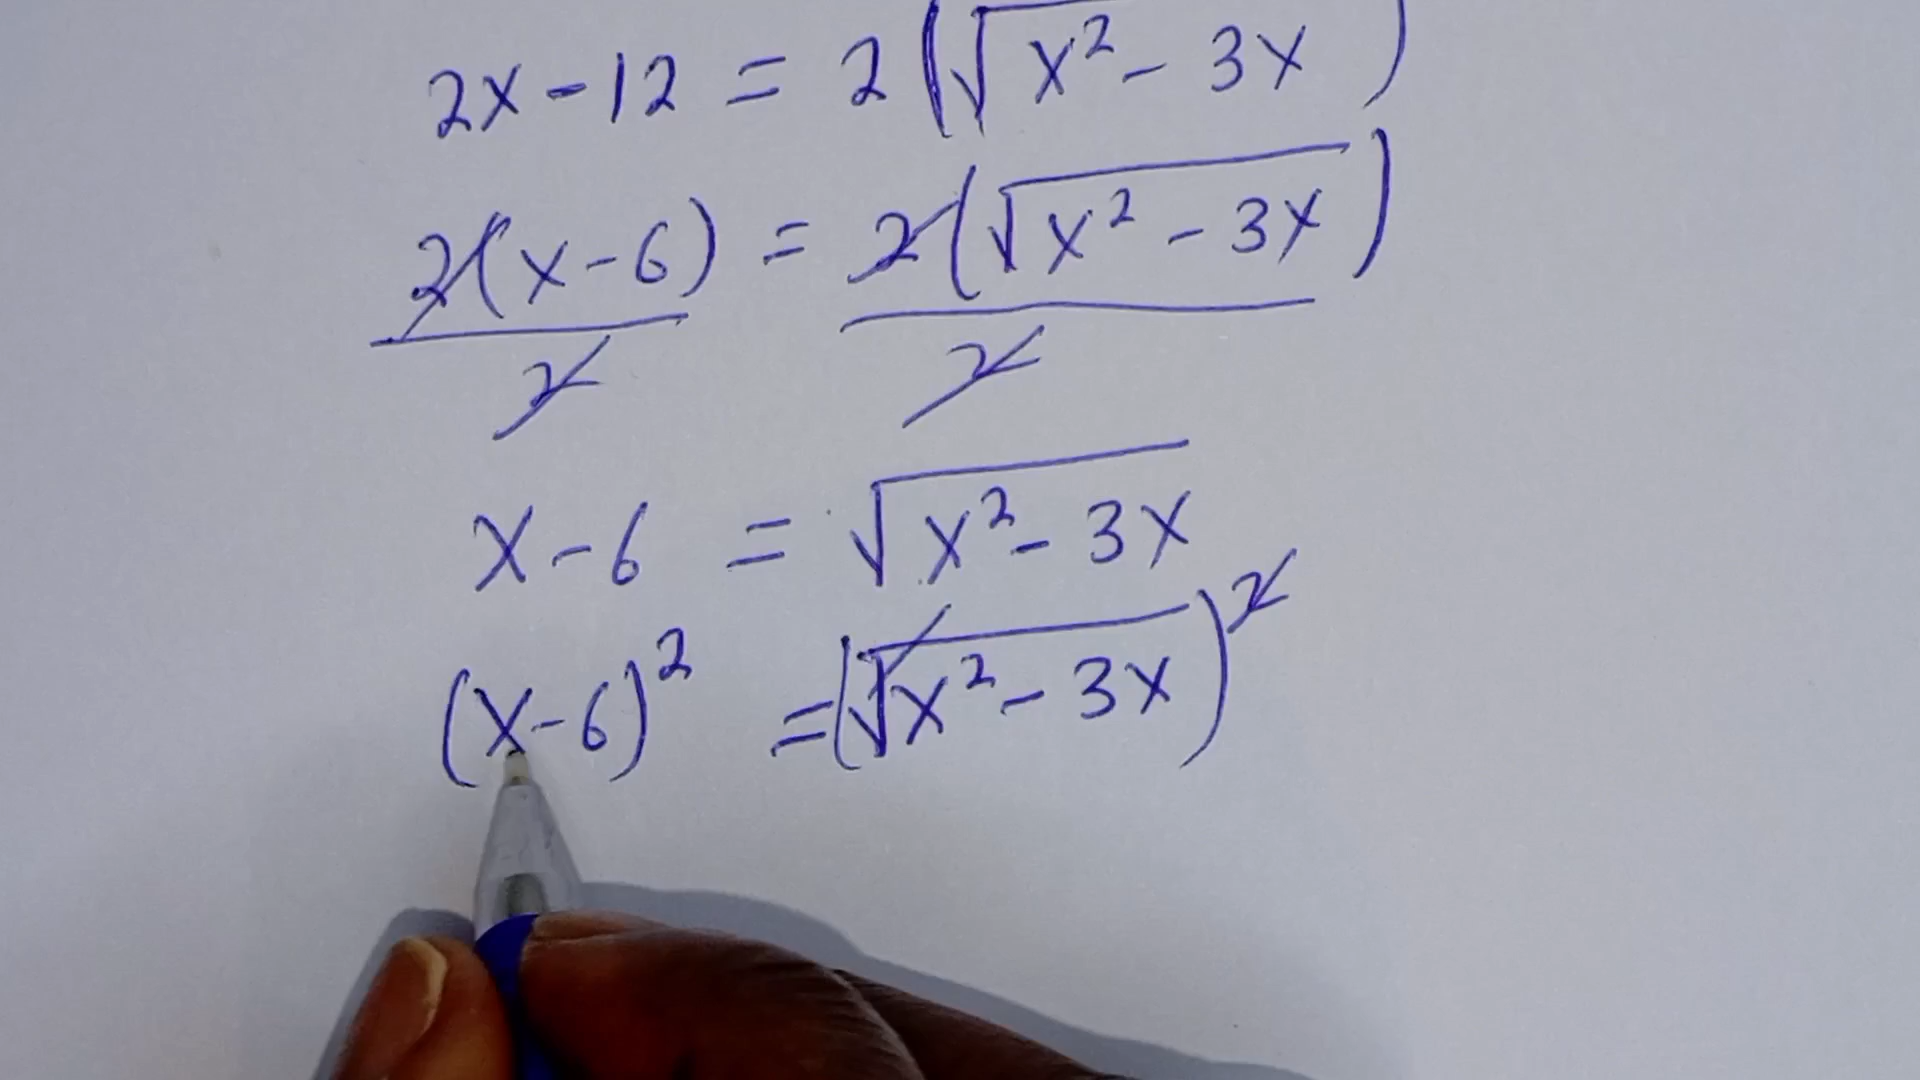 2x - 12 = 2(√x² - 3x)
2(x - 6) = 2(√x² - 3x)
2 2
x - 6 = √x² - 3x
(x - 6)² = (√x² - 3x)²